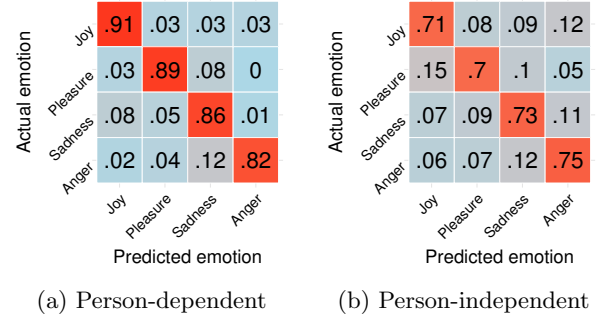 Actual emotion
Joy .91 .03 .03 .03
Pleasure .03 .89 .08 0
Sadness .08 .05 .86 .01
Anger .02 .04 .12 .82
Joy Pleasure Sadness Anger
Predicted emotion
(a) Person-dependent
Actual emotion
Joy .71 .08 .09 .12
Pleasure .15 .7 .1 .05
Sadness .07 .09 .73 .11
Anger .06 .07 .12 .75
Joy Pleasure Sadness Anger
Predicted emotion
(b) Person-independent